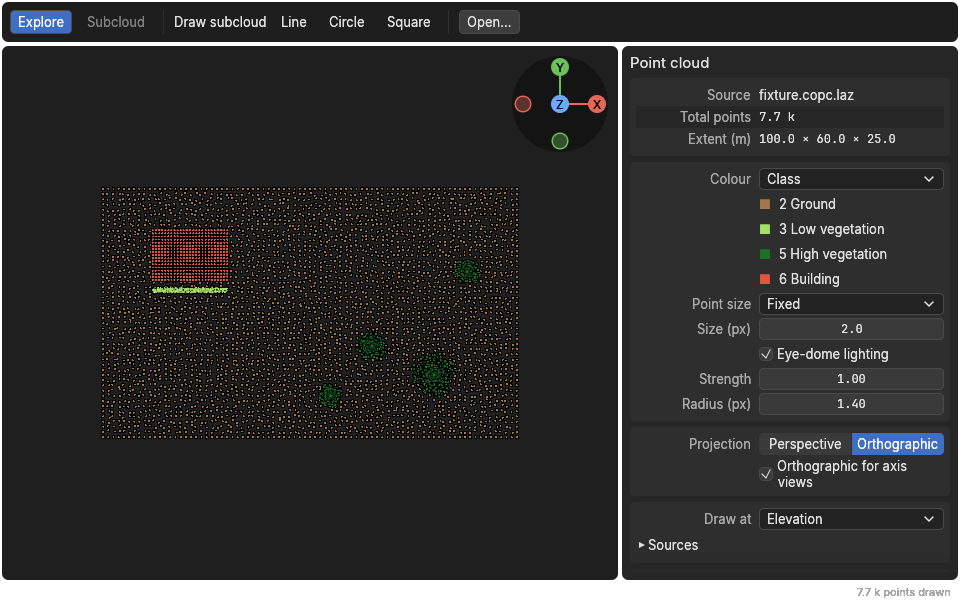 Explore Subcloud Draw subcloud Line Circle Square Open...
Y
Z X
Point cloud
Source fixture.copc.laz
Total points 7.7 k
Extent (m) 100.0 × 60.0 × 25.0
Colour Class
2 Ground
3 Low vegetation
5 High vegetation
6 Building
Point size Fixed
Size (px) 2.0
Eye-dome lighting
Strength 1.00
Radius (px) 1.40
Projection Perspective Orthographic
Orthographic for axis
views
Draw at Elevation
Sources
7.7 k points drawn